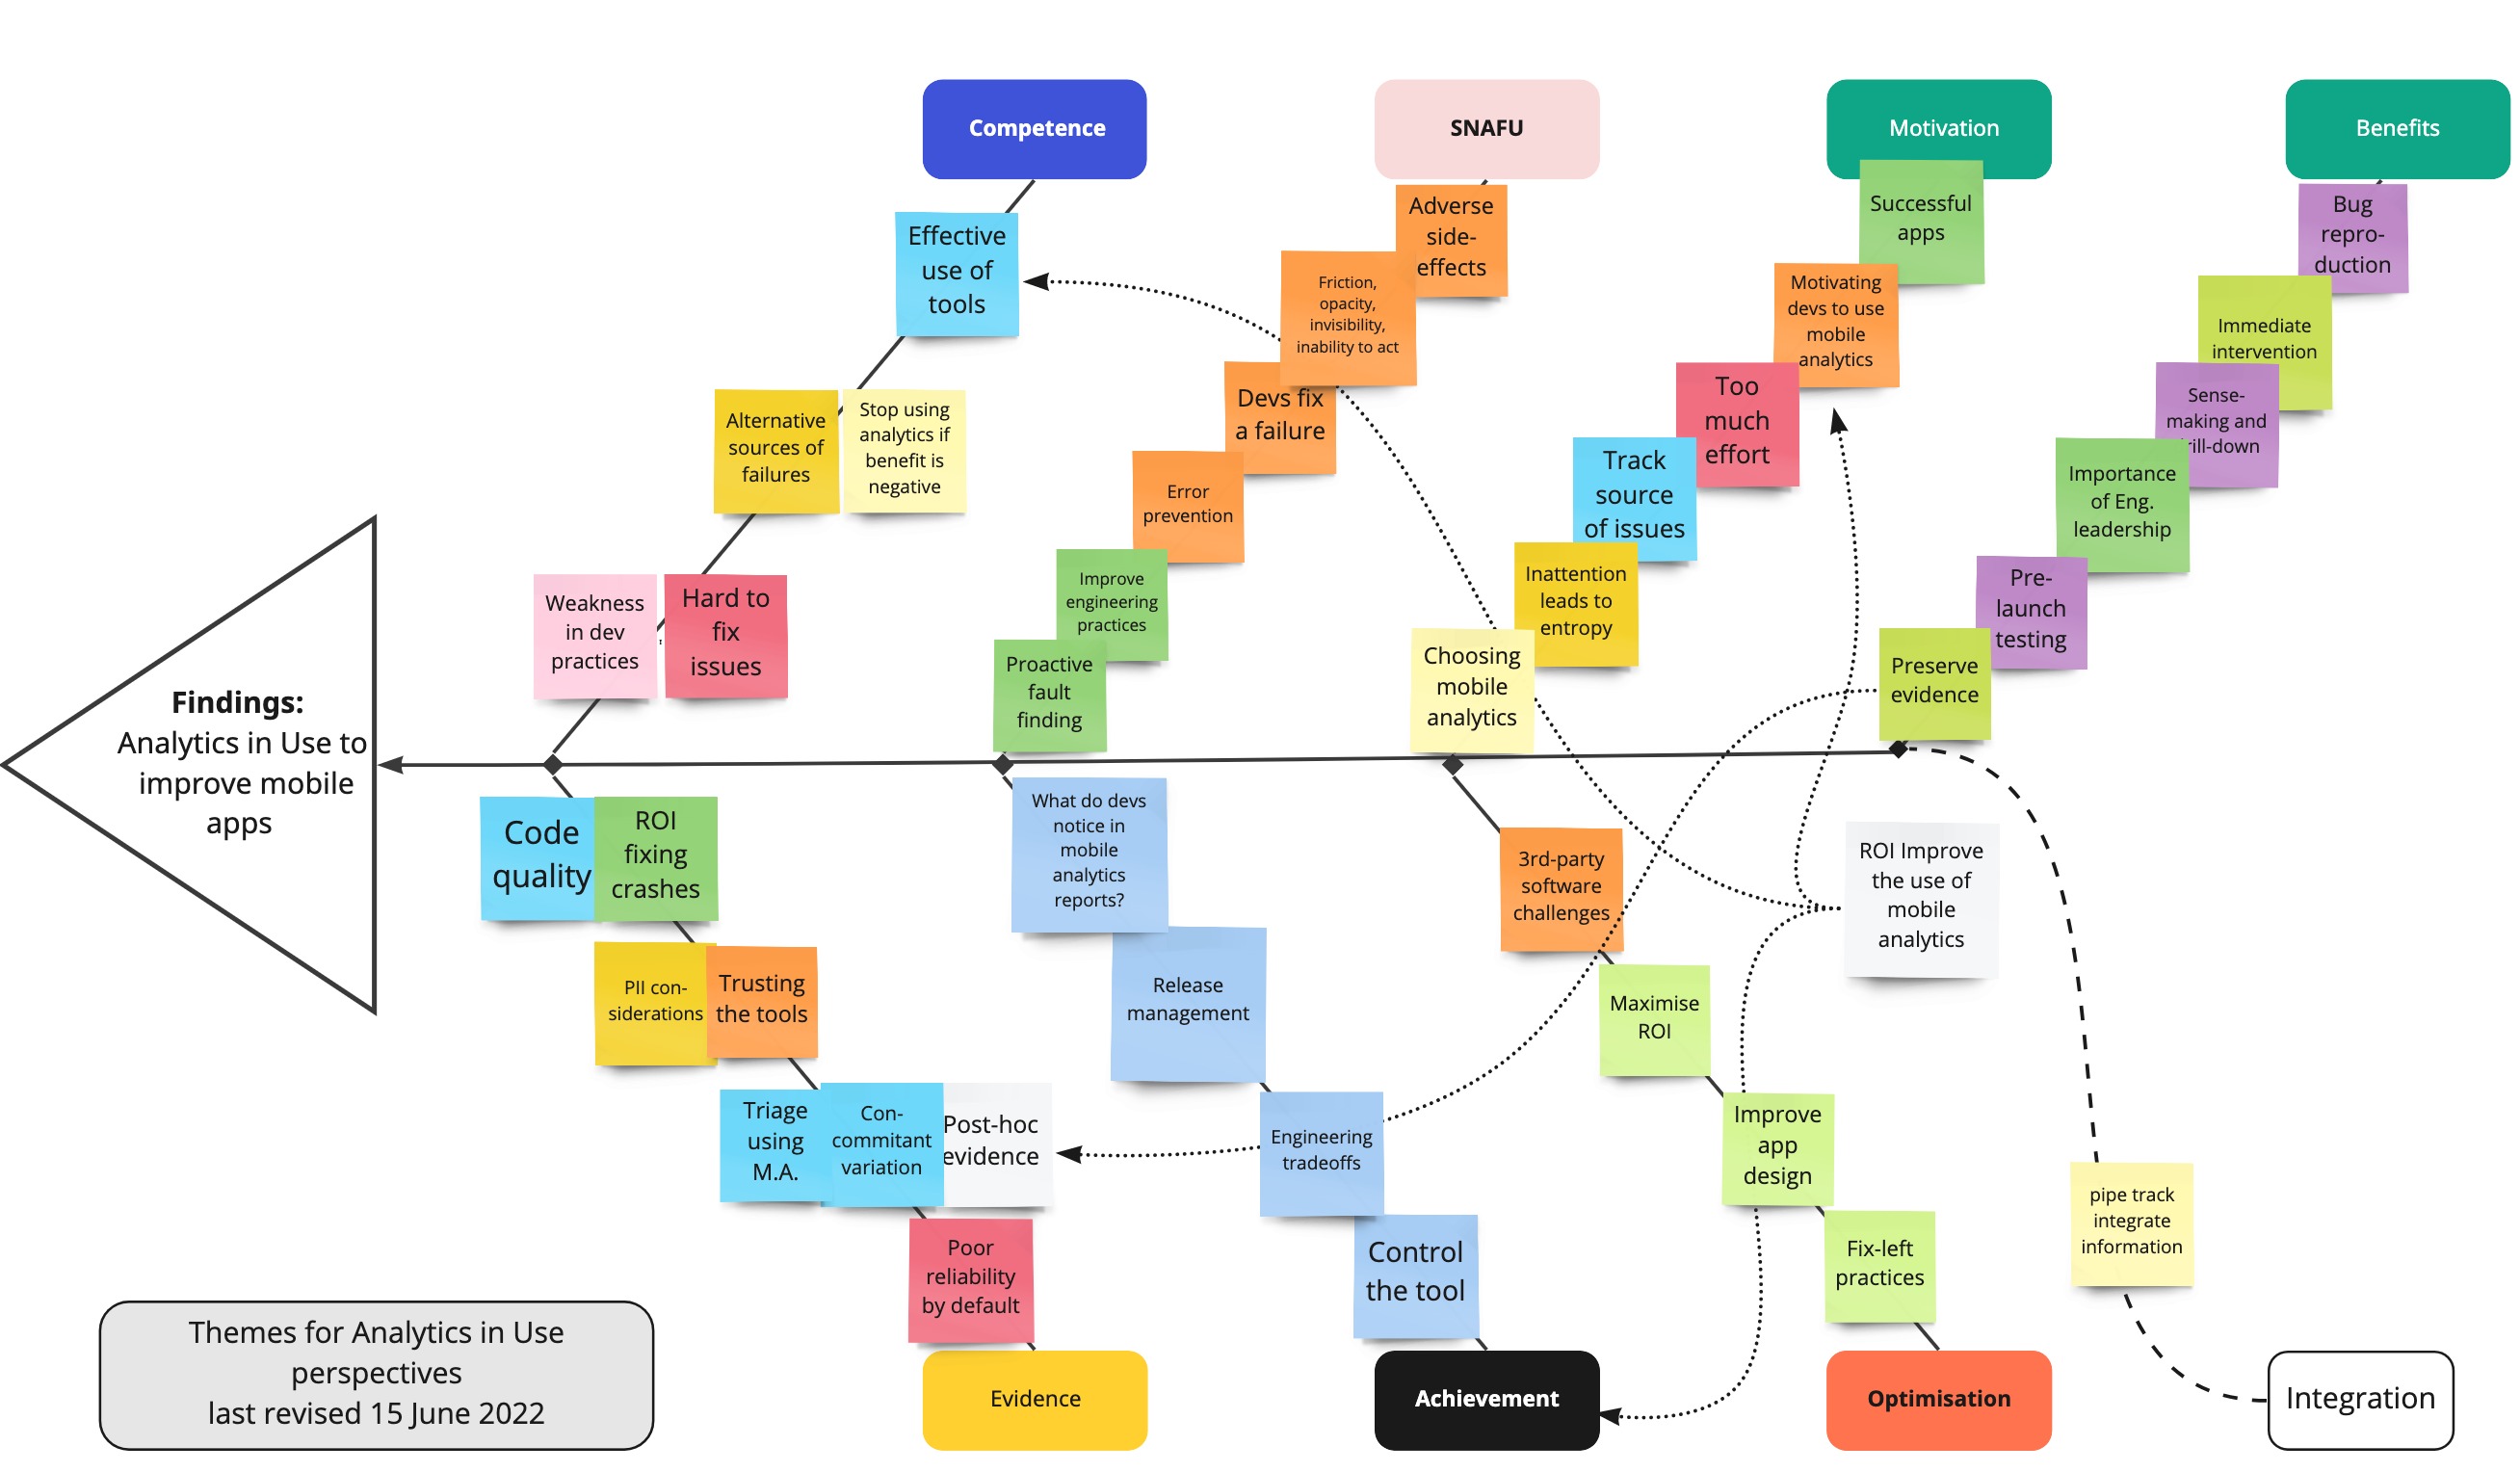 Competence
SNAFU
Motivation
Benefits
Effective
use of
tools
Alternative
sources of
failures
Stop using
analytics if
benefit is
negative
Weakness
in dev
practices
Hard to
fix
issues
Adverse
side-
effects
Friction,
opacity,
invisibility,
inability to act
Devs fix
a failure
Error
prevention
Improve
engineering
practices
Proactive
fault
finding
Successful
apps
Motivating
devs to use
mobile
analytics
Too
much
effort
Track
source
of issues
Inattention
leads to
entropy
Choosing
mobile
analytics
Bug
repro-
duction
Immediate
intervention
Sense-
making and
rill-down
Importance
of Eng.
leadership
Pre-
launch
testing
Preserve
evidence
Findings:
Analytics in Use to
improve mobile
apps
Code
quality
ROI
fixing
crashes
PII con-
siderations
Trusting
the tools
Triage
using
M.A.
Con-
commitant
variation
Post-hoc
evidence
Poor
reliability
by default
What do devs
notice in
mobile
analytics
reports?
Release
management
Engineering
tradeoffs
Control
the tool
3rd-party
software
challenges
Maximise
ROI
Improve
app
design
Fix-left
practices
ROI Improve
the use of
mobile
analytics
pipe track
integrate
information
Themes for Analytics in Use
perspectives
last revised 15 June 2022
Evidence
Achievement
Optimisation
Integration